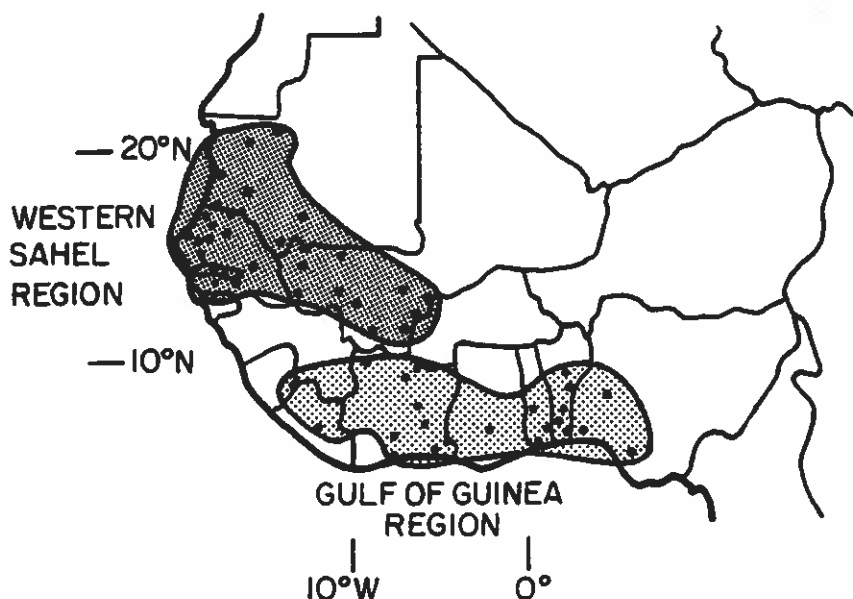 20°N
WESTERN
SAHEL
REGION
10°N
GULF OF GUINEA
REGION
10°W
0°